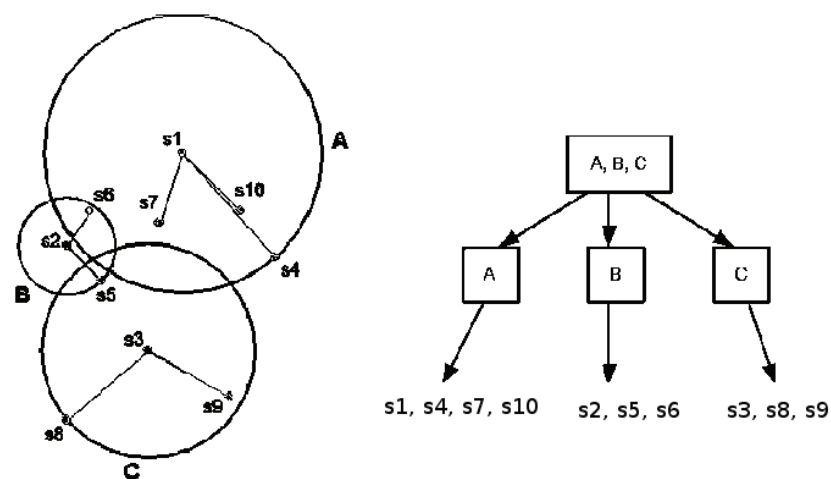 s1
A
s10
s6
s7
s2
s4
B
s5
s3
s9
s8
C
A, B, C
A
B
C
s1, s4, s7, s10
s2, s5, s6
s3, s8, s9